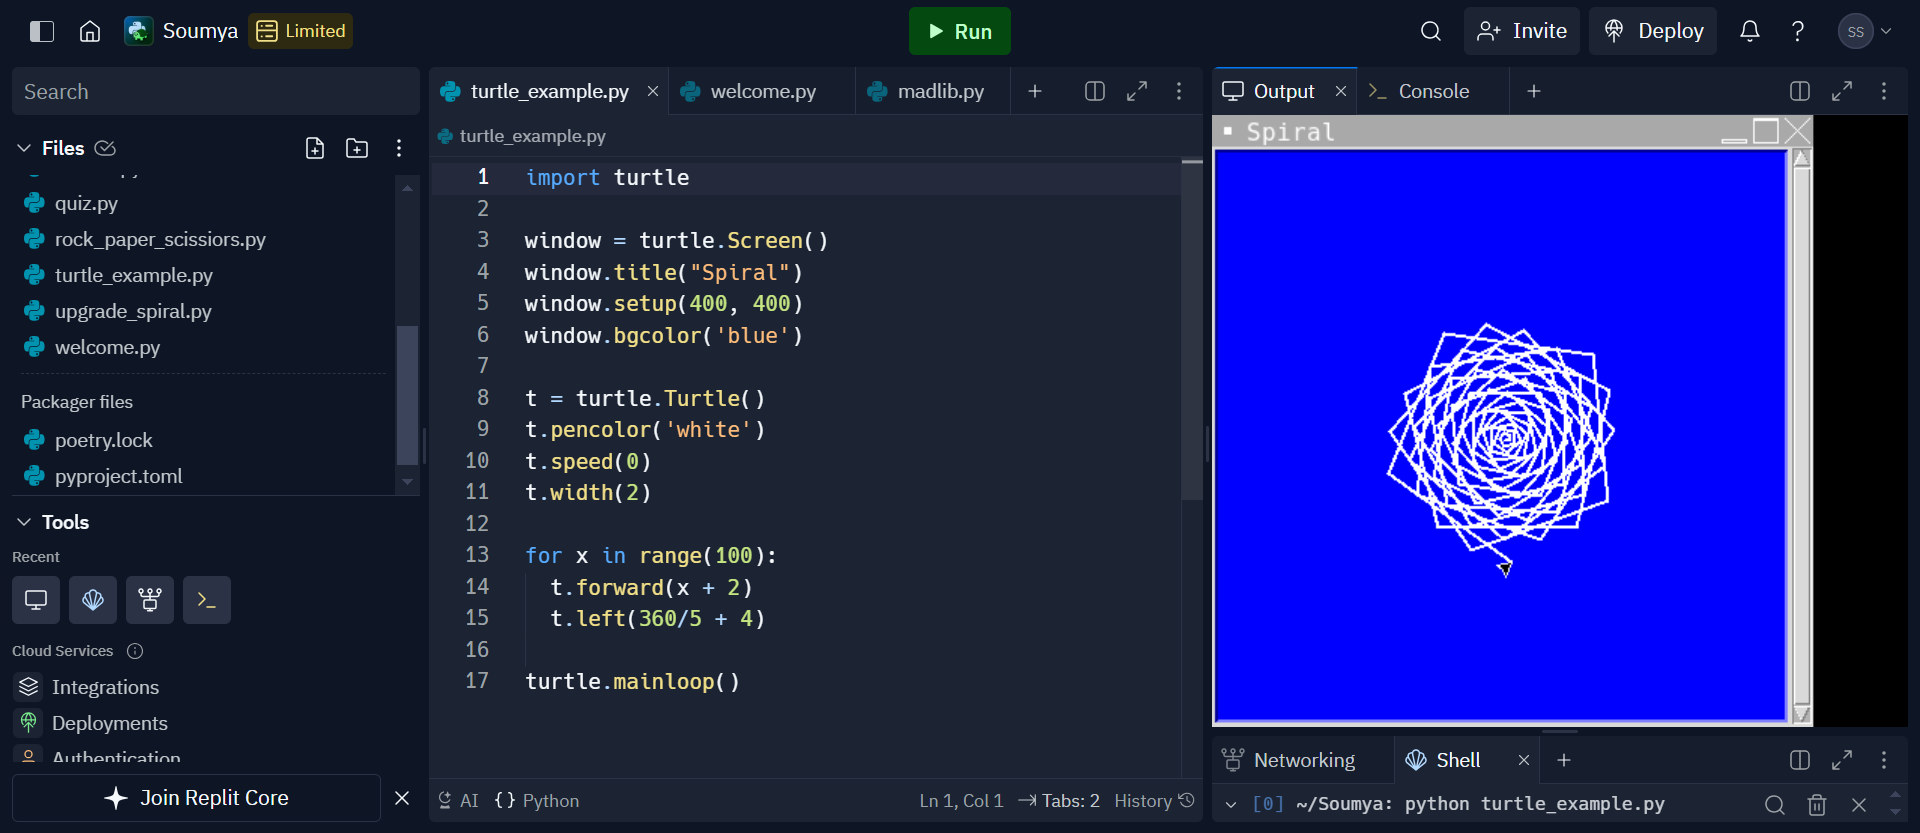 Soumya
Limited
Run
Invite
Deploy
SS
Search
Files
quiz.py
rock_paper_scissiors.py
turtle_example.py
upgrade_spiral.py
welcome.py
Packager files
poetry.lock
pyproject.toml
Tools
Recent
Cloud Services
Integrations
Deployments
Authentication
Join Replit Core
turtle_example.py
welcome.py
madlib.py
turtle_example.py
1 import turtle
2
3 window = turtle.Screen()
4 window.title("Spiral")
5 window.setup(400, 400)
6 window.bgcolor('blue')
7
8 t = turtle.Turtle()
9 t.pencolor('white')
10 t.speed(0)
11 t.width(2)
12
13 for x in range(100):
14   t.forward(x + 2)
15   t.left(360/5 + 4)
16
17 turtle.mainloop()
AI {} Python Ln 1, Col 1 Tabs: 2 History
Output
Console
Spiral
Networking
Shell
[0] ~/Soumya: python turtle_example.py